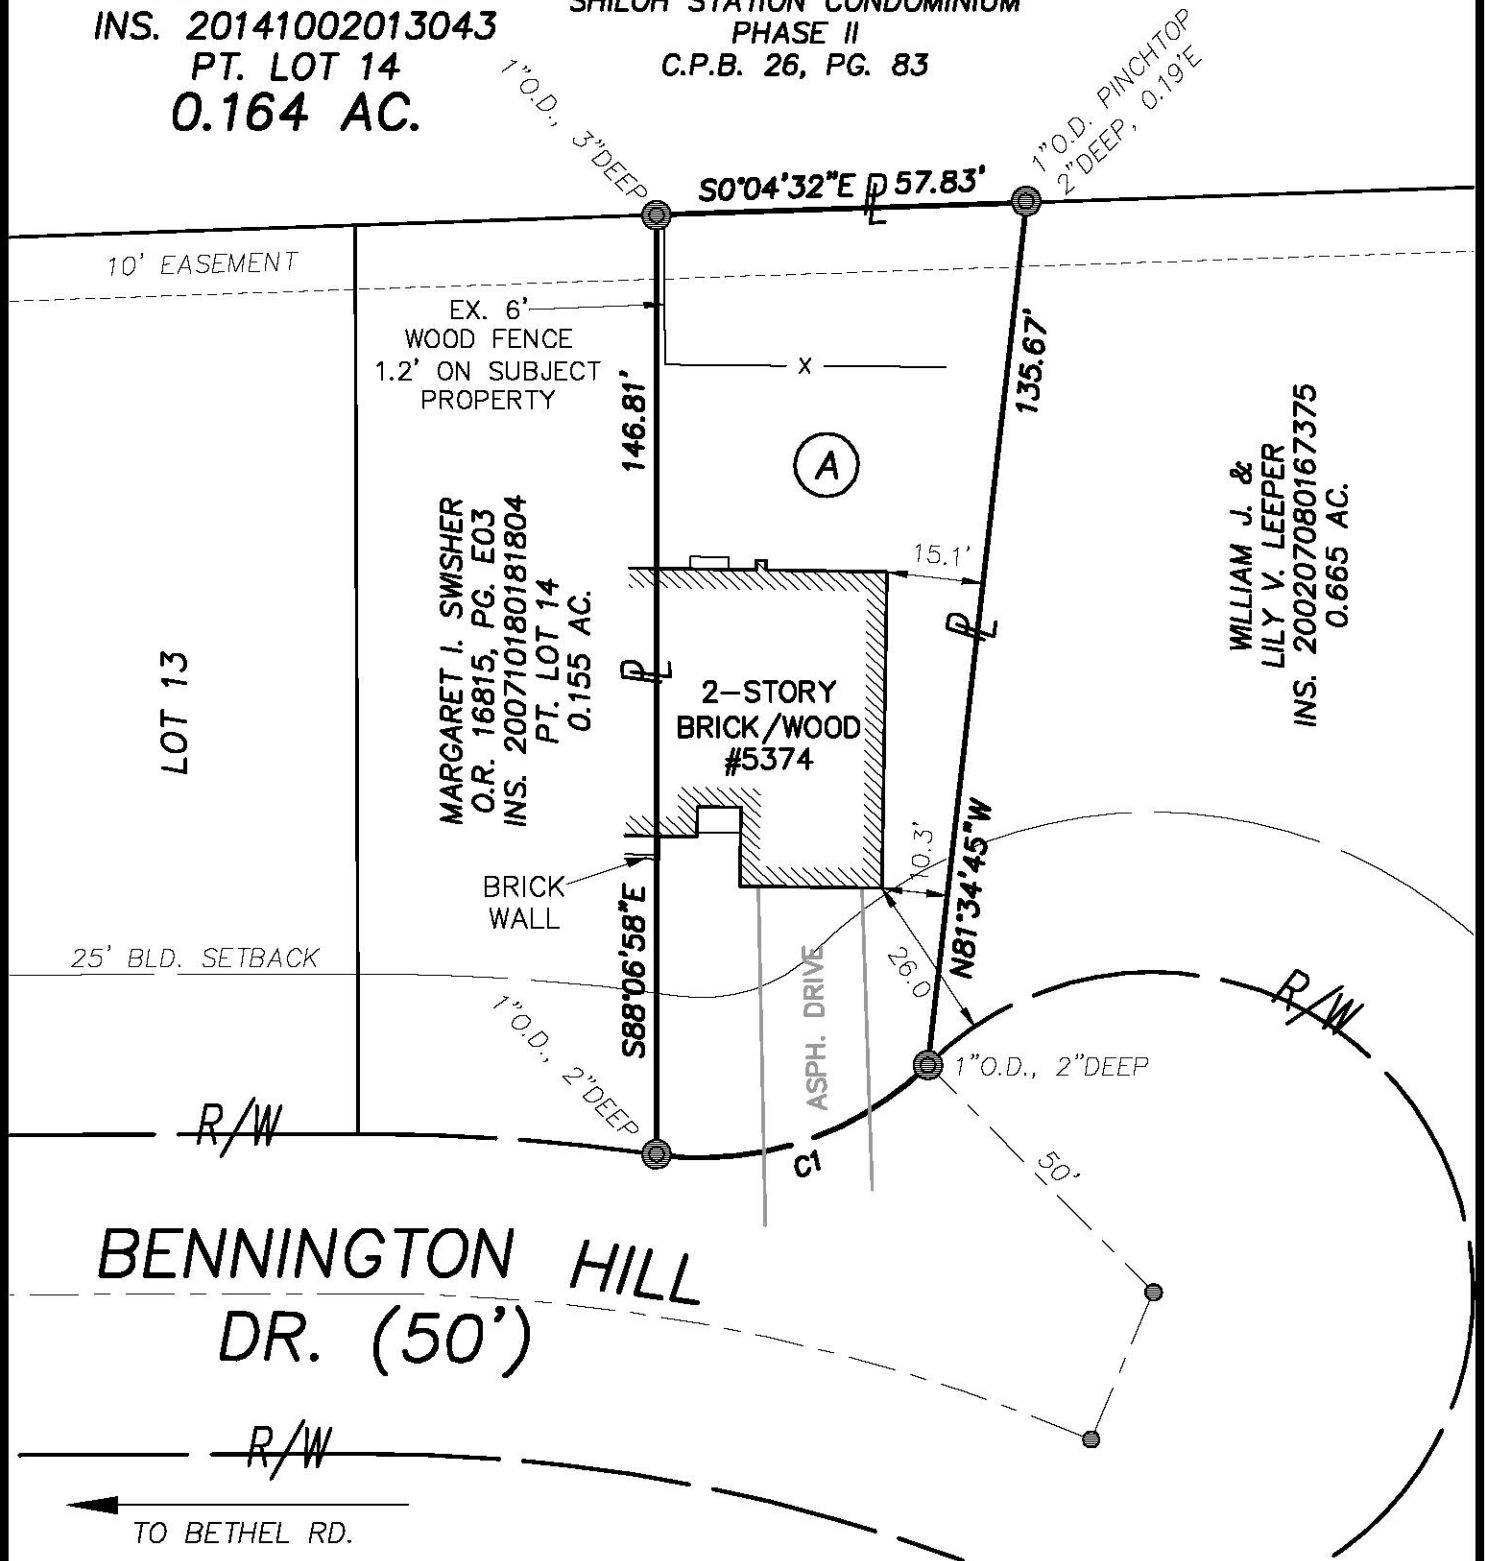 INS. 20141002013043
PT. LOT 14
0.164 AC.
SHILOH STATION CONDOMINIUM
PHASE II
C.P.B. 26, PG. 83
1"O.D., 3"DEEP
1"O.D. PINCHTOP
2"DEEP, 0.19'E
S0°04'32"E PL 57.83'
10' EASEMENT
EX. 6'
WOOD FENCE
1.2' ON SUBJECT
PROPERTY
X
146.81'
135.67'
A
15.1'
LOT 13
MARGARET I. SWISHER
O.R. 16815, PG. E03
INS. 200710180181804
PT. LOT 14
0.155 AC.
PL
2-STORY
BRICK/WOOD
#5374
PL
WILLIAM J. &
LILY V. LEEPER
INS. 200207080167375
0.665 AC.
BRICK
WALL
S88°06'58"E
10.3'
N81°34'45"W
26.0
ASPH. DRIVE
25' BLD. SETBACK
1"O.D., 2"DEEP
1"O.D., 2"DEEP
R/W
R/W
C1
50'
BENNINGTON HILL
DR. (50')
R/W
TO BETHEL RD.